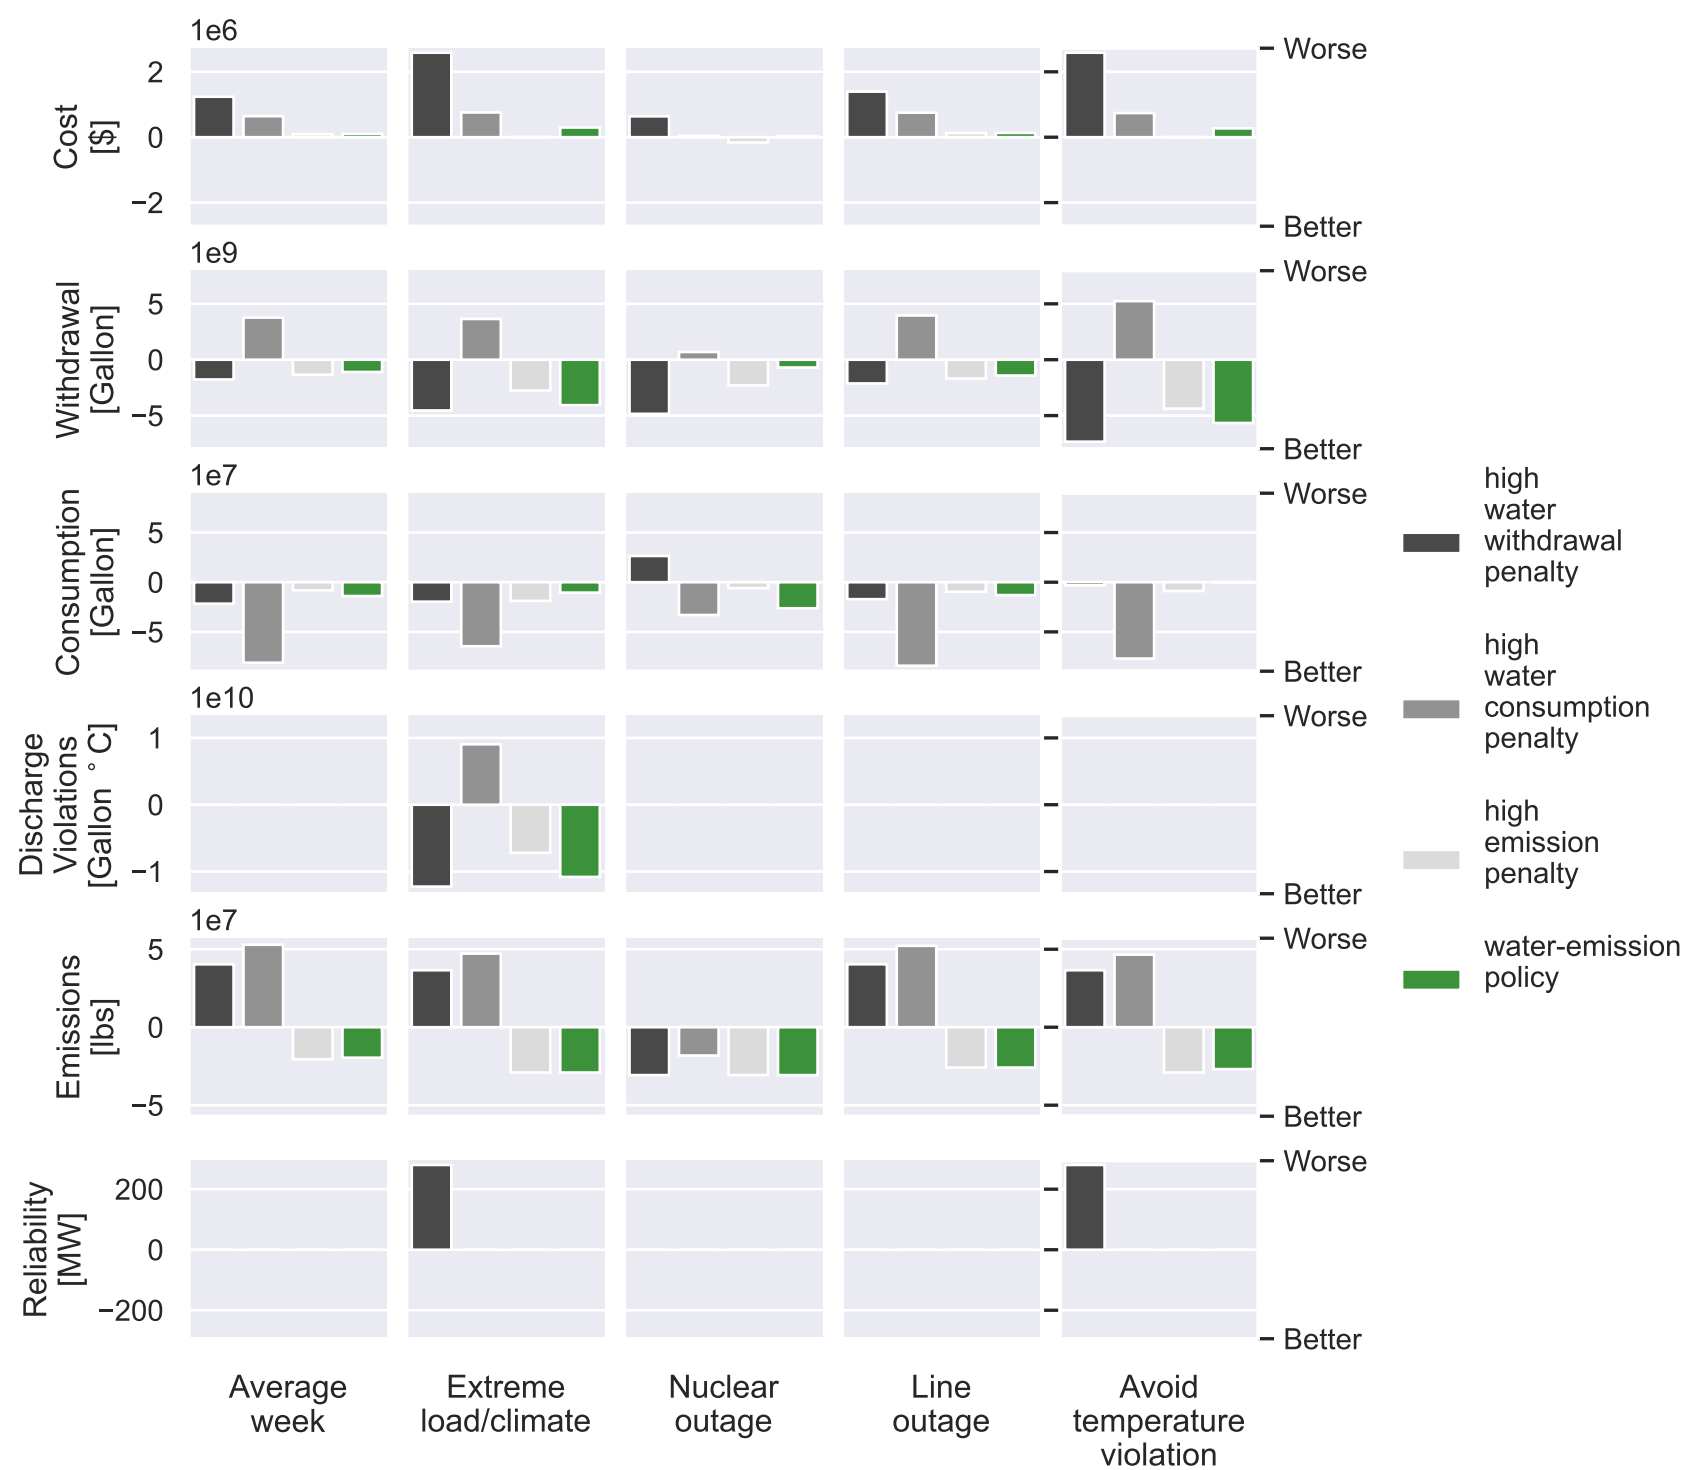 1e6
Cost
[$]
2
0
−2
Worse
Better
1e9
Withdrawal
[Gallon]
5
0
−5
Worse
Better
1e7
Consumption
[Gallon]
5
0
−5
Worse
Better
1e10
Discharge
Violations
[Gallon °C]
1
0
−1
Worse
Better
1e7
Emissions
[lbs]
5
0
−5
Worse
Better
Reliability
[MW]
200
0
−200
Worse
Better
Average
week
Extreme
load/climate
Nuclear
outage
Line
outage
Avoid
temperature
violation
high
water
withdrawal
penalty
high
water
consumption
penalty
high
emission
penalty
water-emission
policy